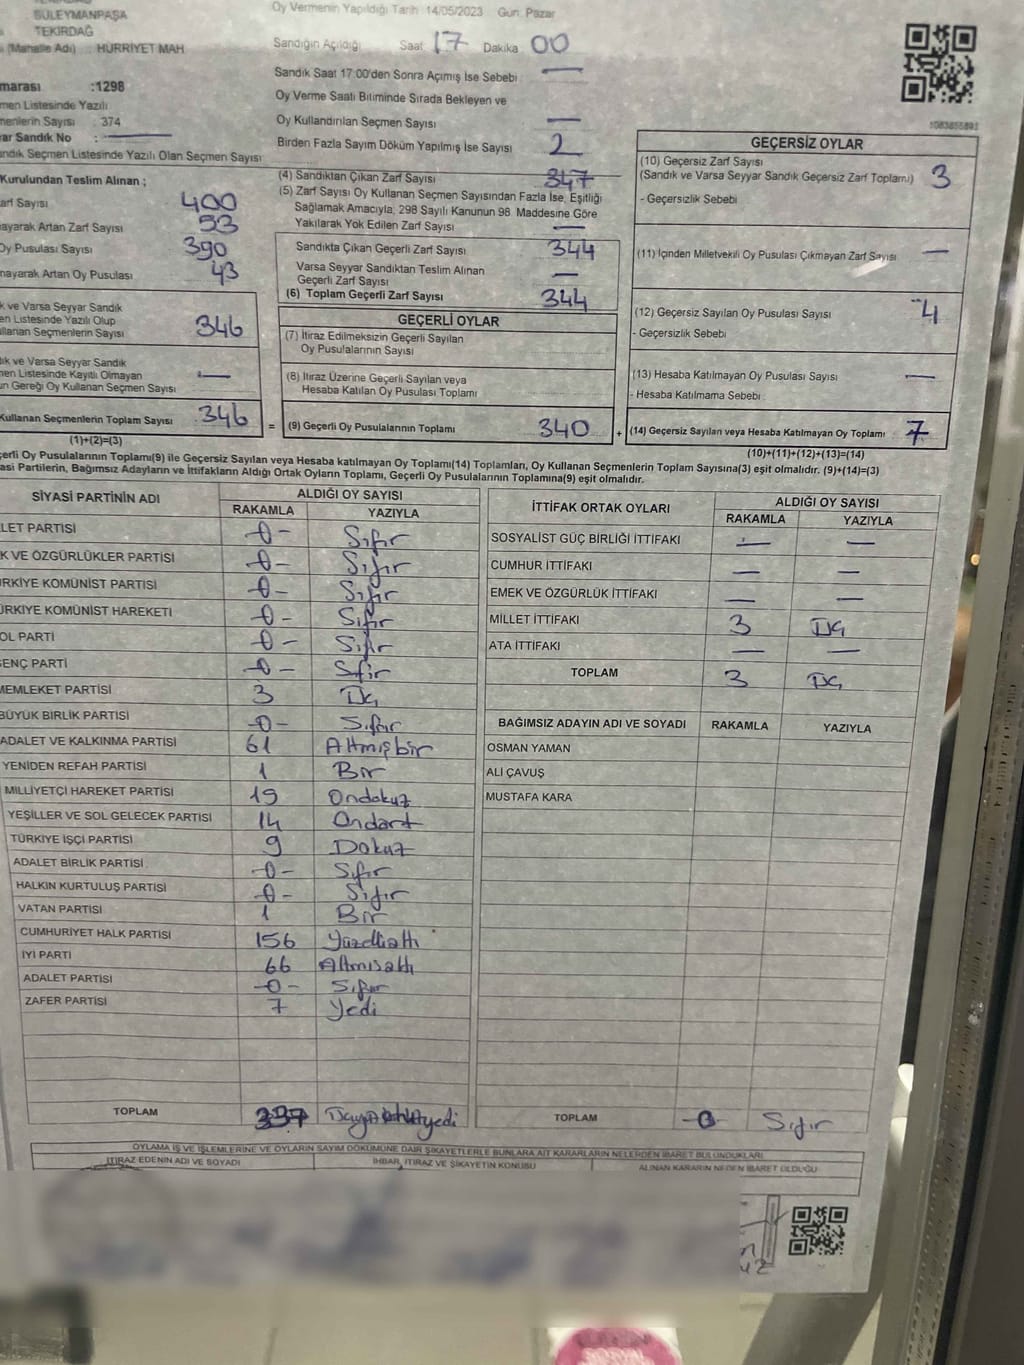 SÜLEYMANPAŞA
TEKİRDAĞ
(Mahalle Adı) : HÜRRİYET MAH
marası :1298
men Listesinde Yazılı
menlerin Sayısı : 374
ar Sandık No : —
andık Seçmen Listesinde Yazılı Olan Seçmen Sayısı
Oy Vermenin Yapıldığı Tarih :14/05/2023 Gün: Pazar
Sandığın Açıldığı Saat 17 Dakika 00
Sandık Saat 17:00'den Sonra Açımış İse Sebebi —
Oy Verme Saati Bitiminde Sırada Bekleyen ve
Oy Kullandırılan Seçmen Sayısı —
Birden Fazla Sayım Döküm Yapılmış İse Sayısı 2
1083855892
Kurulundan Teslim Alınan ;
arf Sayısı 400
ayarak Artan Zarf Sayısı 53
Oy Pusulası Sayısı 390
nayarak Artan Oy Pusulası 43
(4) Sandıktan Çıkan Zarf Sayısı 347
(5) Zarf Sayısı Oy Kullanan Seçmen Sayısından Fazla İse, Eşitliği
Sağlamak Amacıyla, 298 Sayılı Kanunun 98. Maddesine Göre
Yakılarak Yok Edilen Zarf Sayısı —
Sandıkta Çıkan Geçerli Zarf Sayısı 344
Varsa Seyyar Sandıktan Teslim Alınan
Geçerli Zarf Sayısı —
(6) Toplam Geçerli Zarf Sayısı 344
k ve Varsa Seyyar Sandık
en Listesinde Yazılı Olup
llanan Seçmenlerin Sayısı 346
ık ve Varsa Seyyar Sandık
nen Listesinde Kayıtlı Olmayan
un Gereği Oy Kullanan Seçmen Sayısı —
Kullanan Seçmenlerin Toplam Sayısı 346
(1)+(2)=(3)
GEÇERLİ OYLAR
(7) İtiraz Edilmeksizin Geçerli Sayılan
Oy Pusulalarının Sayısı
(8) İtiraz Üzerine Geçerli Sayılan veya
Hesaba Katılan Oy Pusulası Toplamı
= (9) Geçerli Oy Pusulalarının Toplamı 340 +
GEÇERSİZ OYLAR
(10) Geçersiz Zarf Sayısı
(Sandık ve Varsa Seyyar Sandık Geçersiz Zarf Toplamı) 3
- Geçersizlik Sebebi
(11) İçinden Milletvekili Oy Pusulası Çıkmayan Zarf Sayısı —
(12) Geçersiz Sayılan Oy Pusulası Sayısı 4
- Geçersizlik Sebebi
(13) Hesaba Katılmayan Oy Pusulası Sayısı —
- Hesaba Katılmama Sebebi
(14) Geçersiz Sayılan veya Hesaba Katılmayan Oy Toplamı 7
(10)+(11)+(12)+(13)=(14)
çerli Oy Pusulalarının Toplamı(9) ile Geçersiz Sayılan veya Hesaba katılmayan Oy Toplamı(14) Toplamları, Oy Kullanan Seçmenlerin Toplam Sayısına(3) eşit olmalıdır. (9)+(14)=(3)
asi Partilerin, Bağımsız Adayların ve İttifakların Aldığı Ortak Oyların Toplamı, Geçerli Oy Pusulalarının Toplamına(9) eşit olmalıdır.
SİYASİ PARTİNİN ADI ALDIĞI OY SAYISI
RAKAMLA YAZIYLA
LET PARTİSİ -0- Sıfır
K VE ÖZGÜRLÜKLER PARTİSİ -0- Sıfır
ÜRKİYE KOMÜNİST PARTİSİ -0- Sıfır
ÜRKİYE KOMÜNİST HAREKETİ -0- Sıfır
OL PARTİ -0- Sıfır
ENÇ PARTİ -0- Sıfır
MEMLEKET PARTİSİ 3 Üç
BÜYÜK BİRLİK PARTİSİ -0- Sıfır
ADALET VE KALKINMA PARTİSİ 61 Altmışbir
YENİDEN REFAH PARTİSİ 1 Bir
MİLLİYETÇİ HAREKET PARTİSİ 19 Ondokuz
YEŞİLLER VE SOL GELECEK PARTİSİ 14 Ondört
TÜRKİYE İŞÇİ PARTİSİ 9 Dokuz
ADALET BİRLİK PARTİSİ -0- Sıfır
HALKIN KURTULUŞ PARTİSİ -0- Sıfır
VATAN PARTİSİ 1 Bir
CUMHURİYET HALK PARTİSİ 156 Yüzelliattı
İYİ PARTİ 66 Altmışaltı
ADALET PARTİSİ -0- Sıfır
ZAFER PARTİSİ 7 Yedi
TOPLAM 337
İTTİFAK ORTAK OYLARI ALDIĞI OY SAYISI
RAKAMLA YAZIYLA
SOSYALİST GÜÇ BİRLİĞİ İTTİFAKI — —
CUMHUR İTTİFAKI — —
EMEK VE ÖZGÜRLÜK İTTİFAKI — —
MİLLET İTTİFAKI 3 Üç
ATA İTTİFAKI — —
TOPLAM 3 Üç
BAĞIMSIZ ADAYIN ADI VE SOYADI RAKAMLA YAZIYLA
OSMAN YAMAN
ALİ ÇAVUŞ
MUSTAFA KARA
TOPLAM -0 Sıfır
OYLAMA İŞ VE İŞLEMLERİNE VE OYLARIN SAYIM DÖKÜMÜNE DAİR ŞİKAYETLERLE BUNLARA AİT KARARLARIN NELERDEN İBARET BULUNDUKLARI
İTİRAZ EDENİN ADI VE SOYADI İHBAR, İTİRAZ VE ŞİKAYETİN KONUSU ALINAN KARARIN NEDEN İBARET OLDUĞU